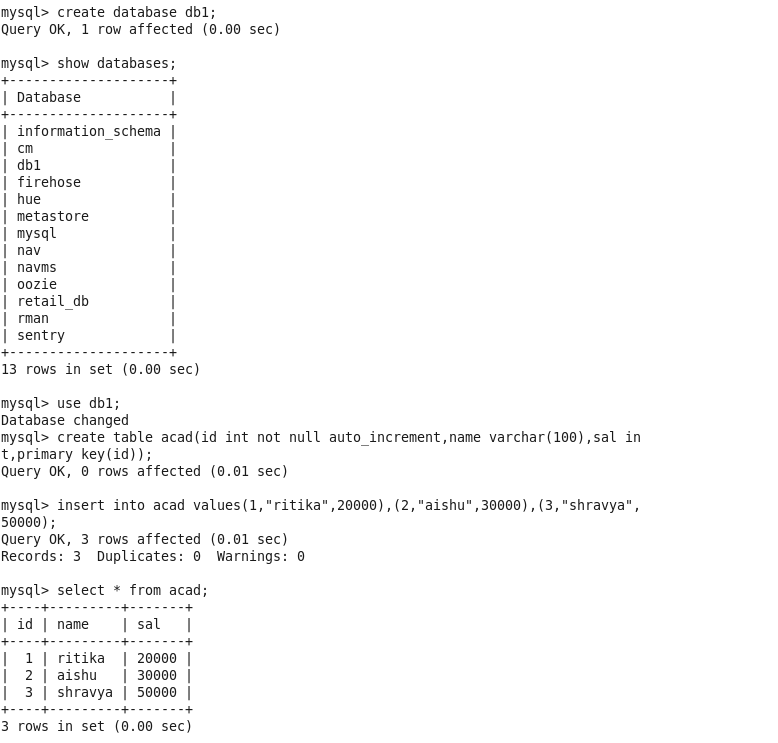 mysql> create database db1;
Query OK, 1 row affected (0.00 sec)

mysql> show databases;
+--------------------+
| Database           |
+--------------------+
| information_schema |
| cm                 |
| db1                |
| firehose           |
| hue                |
| metastore          |
| mysql              |
| nav                |
| navms              |
| oozie              |
| retail_db          |
| rman               |
| sentry             |
+--------------------+
13 rows in set (0.00 sec)

mysql> use db1;
Database changed
mysql> create table acad(id int not null auto_increment,name varchar(100),sal in
t,primary key(id));
Query OK, 0 rows affected (0.01 sec)

mysql> insert into acad values(1,"ritika",20000),(2,"aishu",30000),(3,"shravya",
50000);
Query OK, 3 rows affected (0.01 sec)
Records: 3  Duplicates: 0  Warnings: 0

mysql> select * from acad;
+----+---------+-------+
| id | name    | sal   |
+----+---------+-------+
|  1 | ritika  | 20000 |
|  2 | aishu   | 30000 |
|  3 | shravya | 50000 |
+----+---------+-------+
3 rows in set (0.00 sec)